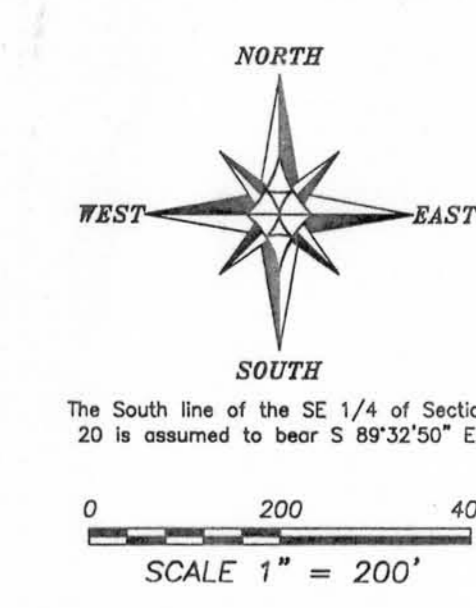 NORTH
WEST EAST
SOUTH
The South line of the SE 1/4 of Sectio
20 is assumed to bear S 89°32'50" E
0 200 40
SCALE 1" = 200'